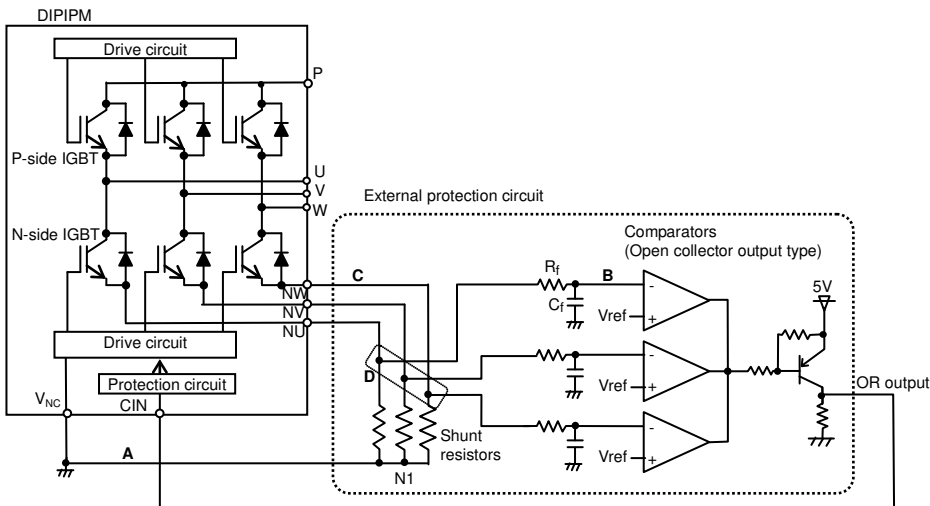 DIPIPM
Drive circuit
P
P-side IGBT
U
V
W
External protection circuit
N-side IGBT
Comparators
(Open collector output type)
C
Rf
B
5V
NW
Cf
-
Vref
+
NV
NU
Drive circuit
D
-
Vref
+
Protection circuit
OR output
VNC
CIN
-
Shunt
resistors
A
Vref
+
N1